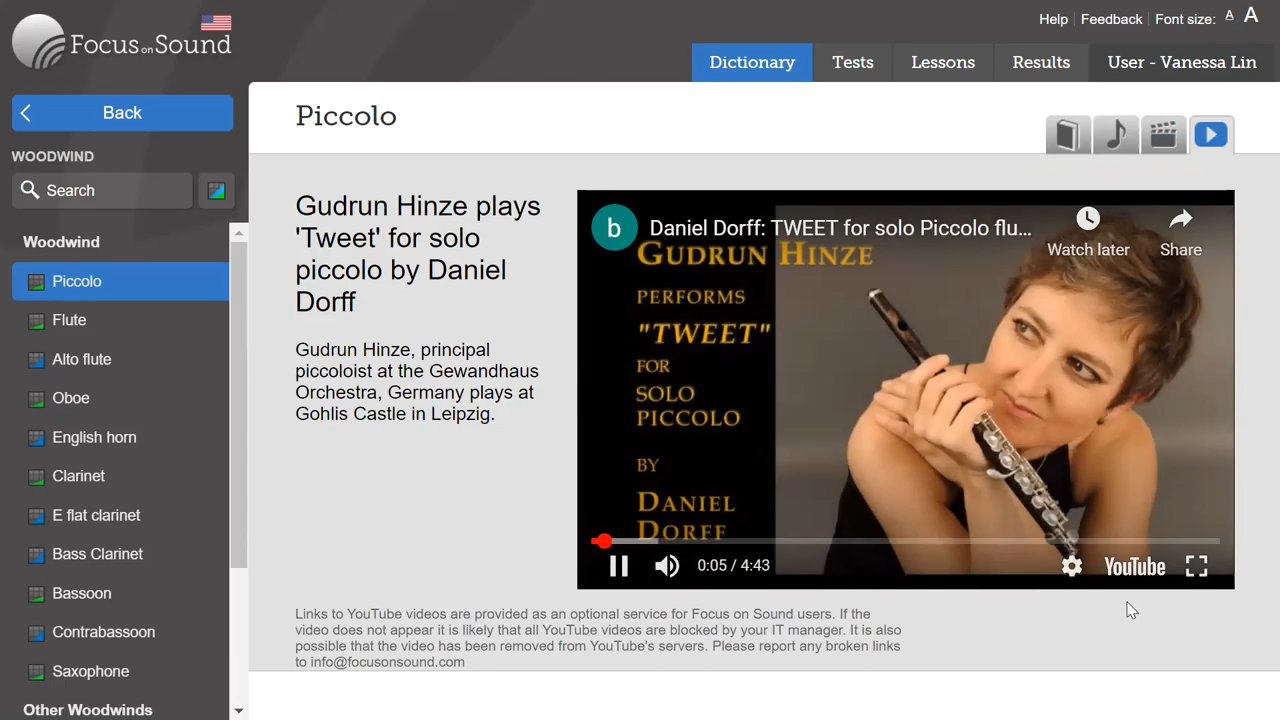 Focus on Sound
Help
Feedback
Font size: A A
Dictionary
Tests
Lessons
Results
User - Vanessa Lin
Back
WOODWIND
Search
Woodwind
Piccolo
Flute
Alto flute
Oboe
English horn
Clarinet
E flat clarinet
Bass Clarinet
Bassoon
Contrabassoon
Saxophone
Other Woodwinds
Piccolo
Gudrun Hinze plays
'Tweet' for solo
piccolo by Daniel
Dorff
Gudrun Hinze, principal
piccoloist at the Gewandhaus
Orchestra, Germany plays at
Gohlis Castle in Leipzig.
b
Daniel Dorff: TWEET for solo Piccolo flu...
Watch later
Share
GUDRUN HINZE
PERFORMS
"TWEET"
FOR
SOLO
PICCOLO
BY
DANIEL
DORFF
0:05 / 4:43
YouTube
Links to YouTube videos are provided as an optional service for Focus on Sound users. If the
video does not appear it is likely that all YouTube videos are blocked by your IT manager. It is also
possible that the video has been removed from YouTube's servers. Please report any broken links
to info@focusonsound.com